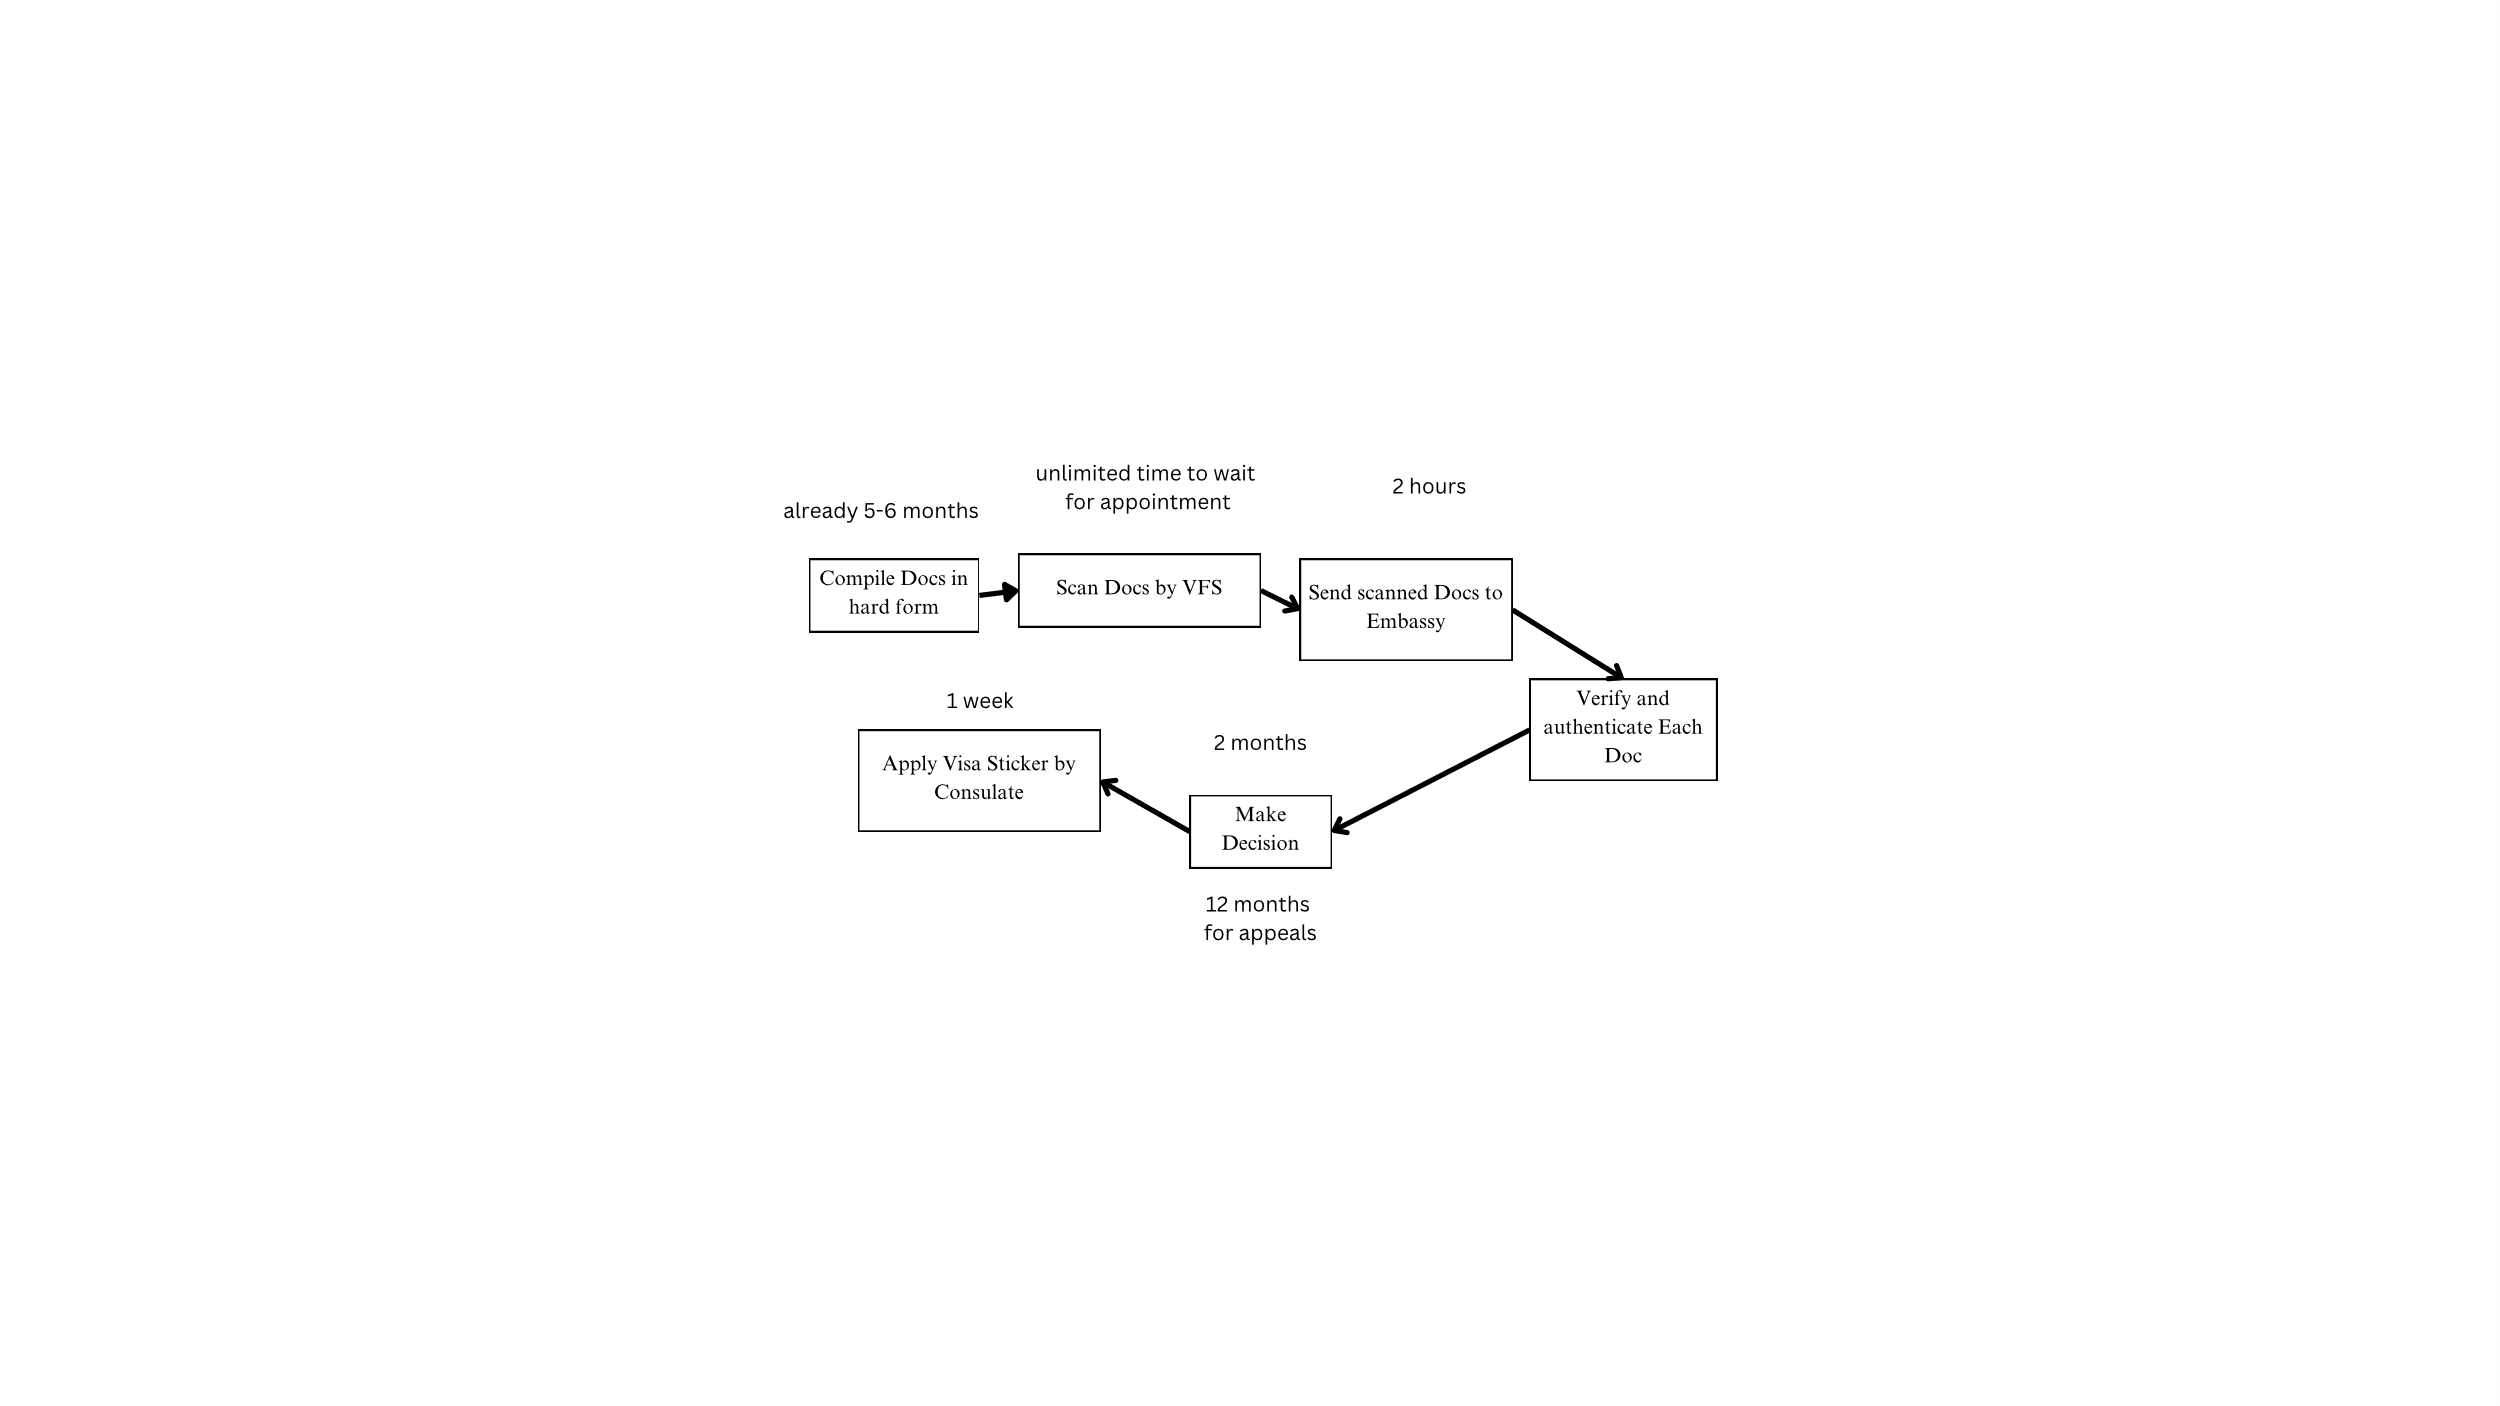 already 5-6 months
unlimited time to wait
for appointment
2 hours
Compile Docs in
hard form
Scan Docs by VFS
Send scanned Docs to
Embassy
Verify and
authenticate Each
Doc
2 months
Make
Decision
12 months
for appeals
1 week
Apply Visa Sticker by
Consulate